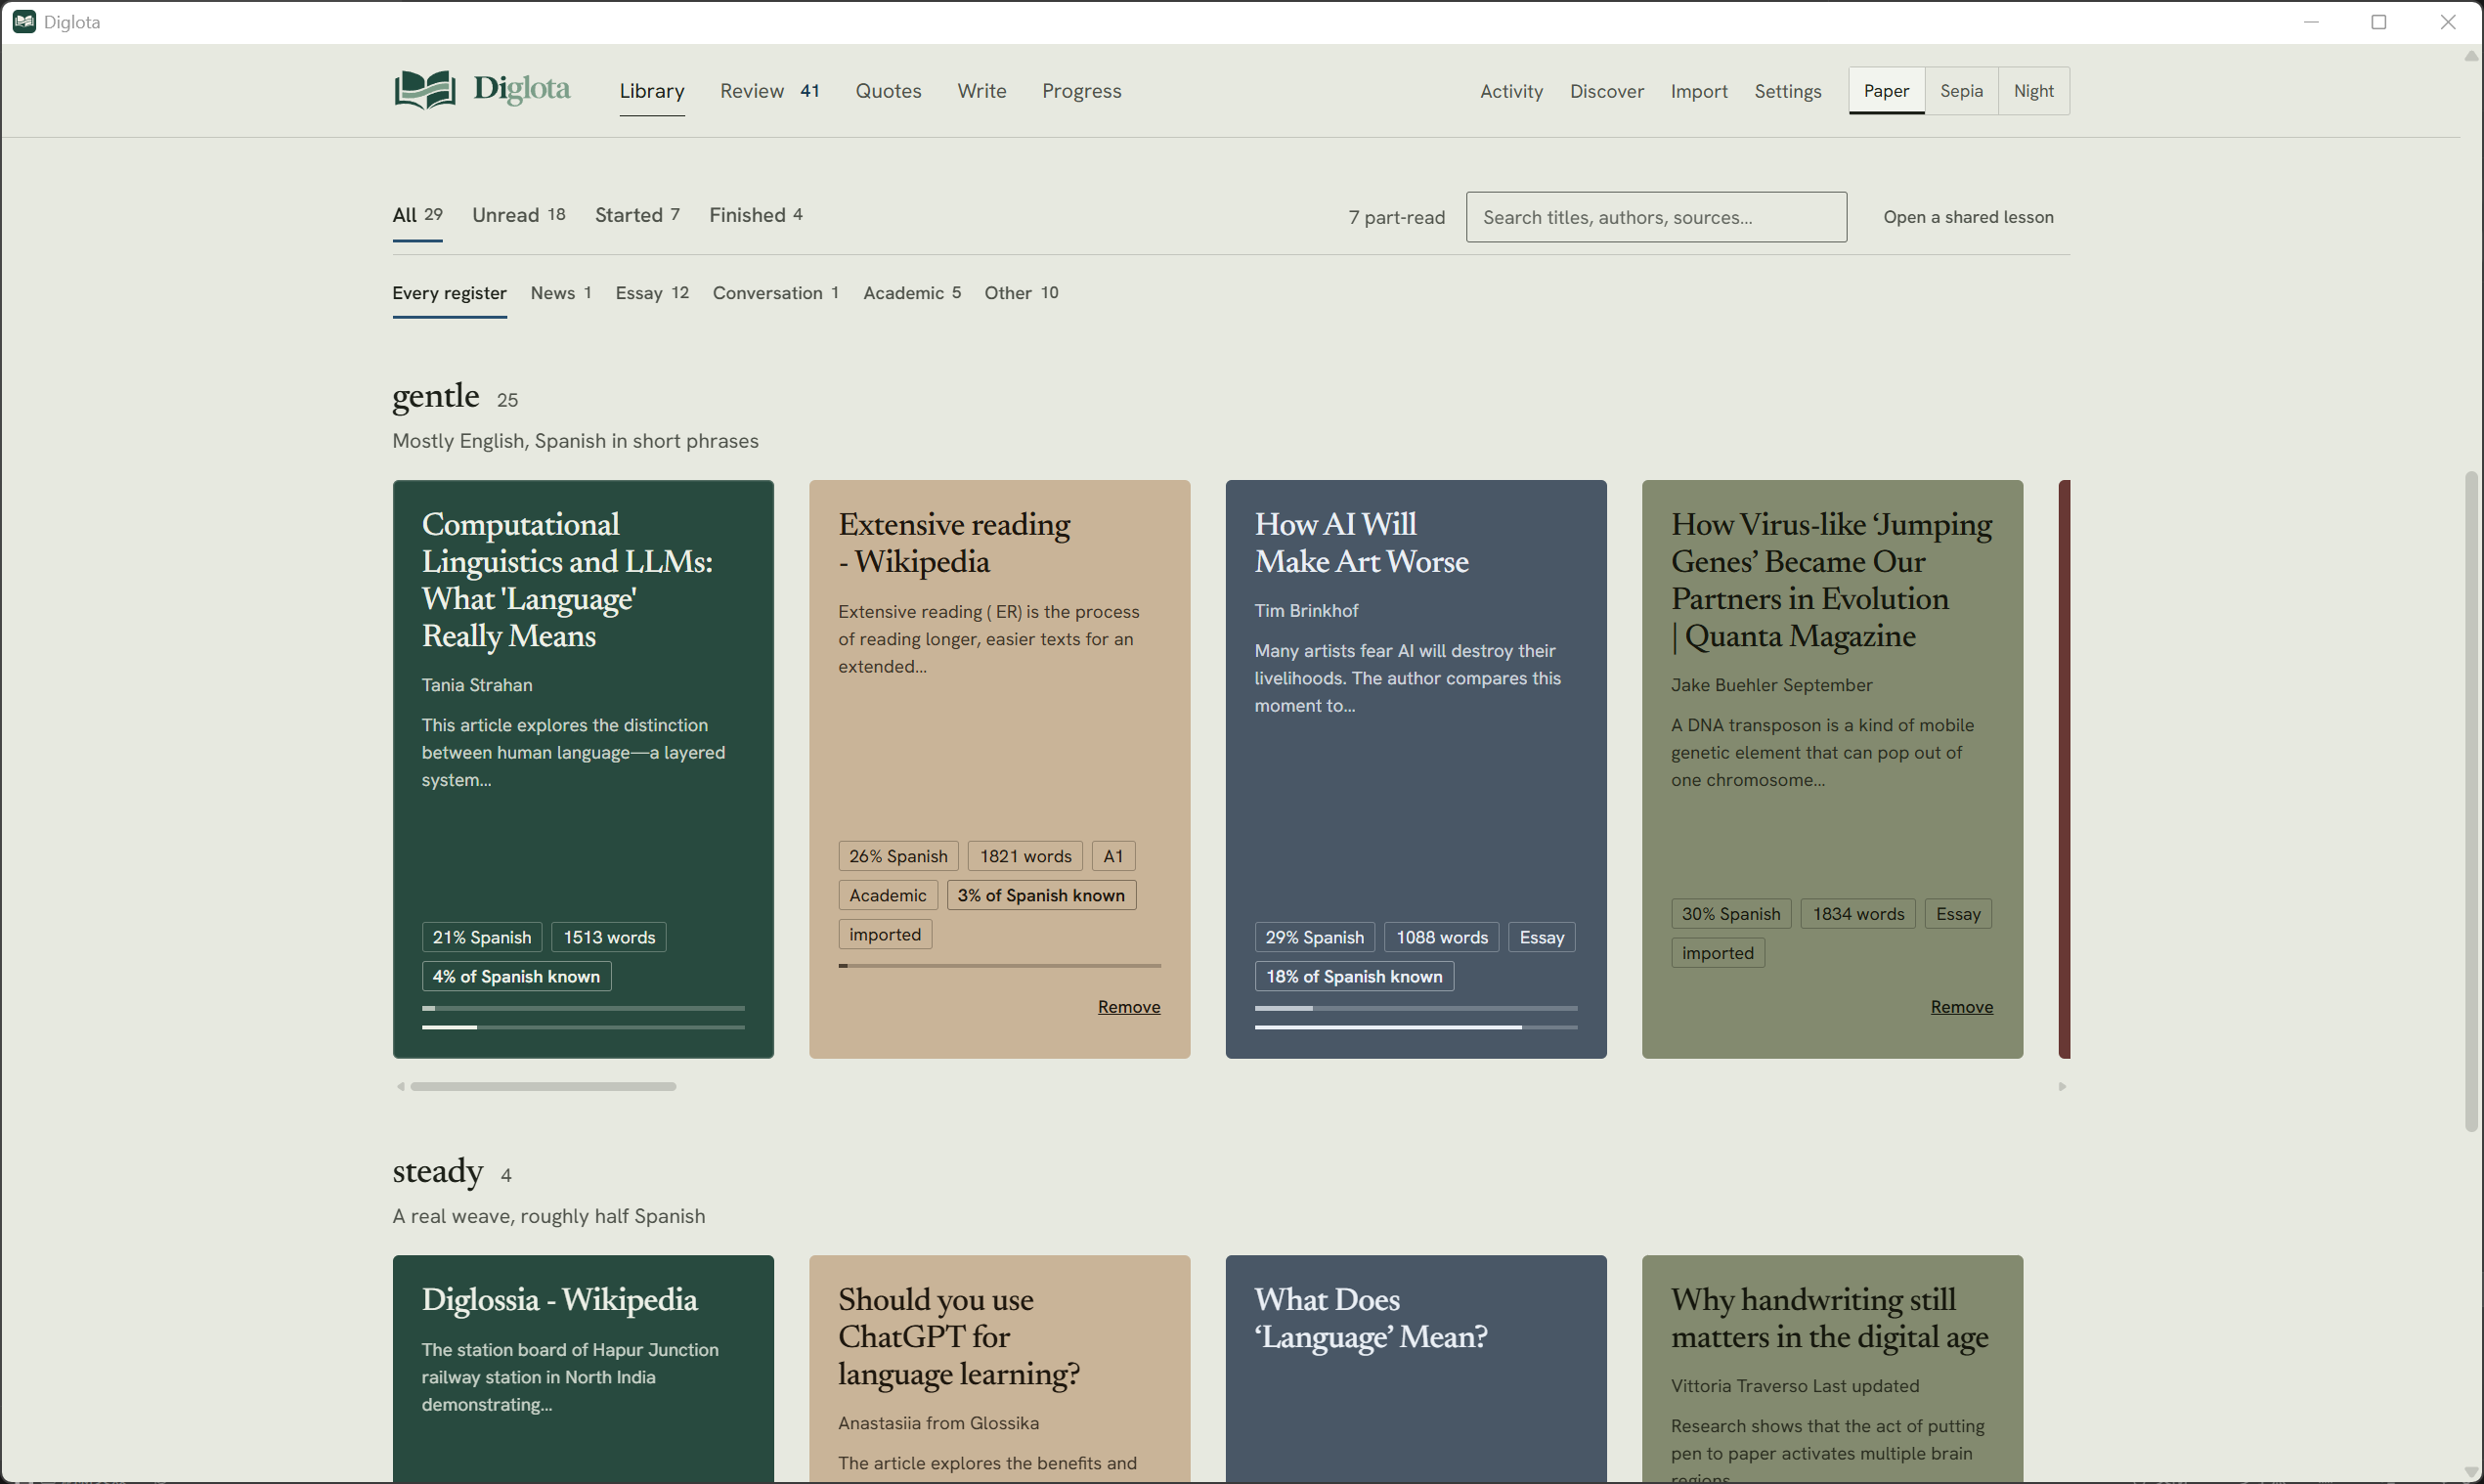 Diglota
Diglota
Library
Review 41
Quotes
Write
Progress
Activity
Discover
Import
Settings
Paper
Sepia
Night
All 29
Unread 18
Started 7
Finished 4
7 part-read
Search titles, authors, sources...
Open a shared lesson
Every register
News 1
Essay 12
Conversation 1
Academic 5
Other 10
gentle 25
Mostly English, Spanish in short phrases
Computational
Linguistics and LLMs:
What 'Language'
Really Means
Tania Strahan
This article explores the distinction
between human language—a layered
system...
21% Spanish
1513 words
4% of Spanish known
Extensive reading
- Wikipedia
Extensive reading ( ER) is the process
of reading longer, easier texts for an
extended...
26% Spanish
1821 words
A1
Academic
3% of Spanish known
imported
Remove
How AI Will
Make Art Worse
Tim Brinkhof
Many artists fear AI will destroy their
livelihoods. The author compares this
moment to...
29% Spanish
1088 words
Essay
18% of Spanish known
How Virus-like ‘Jumping
Genes’ Became Our
Partners in Evolution
| Quanta Magazine
Jake Buehler September
A DNA transposon is a kind of mobile
genetic element that can pop out of
one chromosome...
30% Spanish
1834 words
Essay
imported
Remove
steady 4
A real weave, roughly half Spanish
Diglossia - Wikipedia
The station board of Hapur Junction
railway station in North India
demonstrating...
Should you use
ChatGPT for
language learning?
Anastasiia from Glossika
The article explores the benefits and
What Does
‘Language’ Mean?
Why handwriting still
matters in the digital age
Vittoria Traverso Last updated
Research shows that the act of putting
pen to paper activates multiple brain
regions